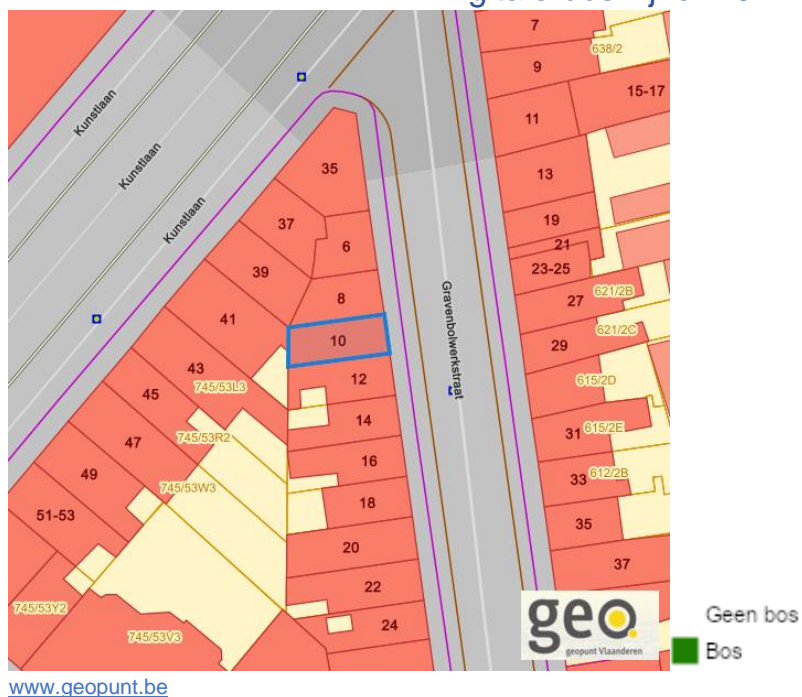 7
638/2
9
15-17
11
Kunstlaan
Kunstlaan
Kunstlaan
35
13
37
6
19
21
23-25
39
8
27
621/2B
41
Gravenbolwerkstraat
10
29
621/2C
43
745/53L3
12
615/2D
45
14
31
615/2E
47
745/53R2
16
33
612/2B
49
745/53W3
18
35
51-53
20
37
22
745/53Y2
745/53V3
24
geo
geopunt Vlaanderen
Geen bos
Bos
www.geopunt.be